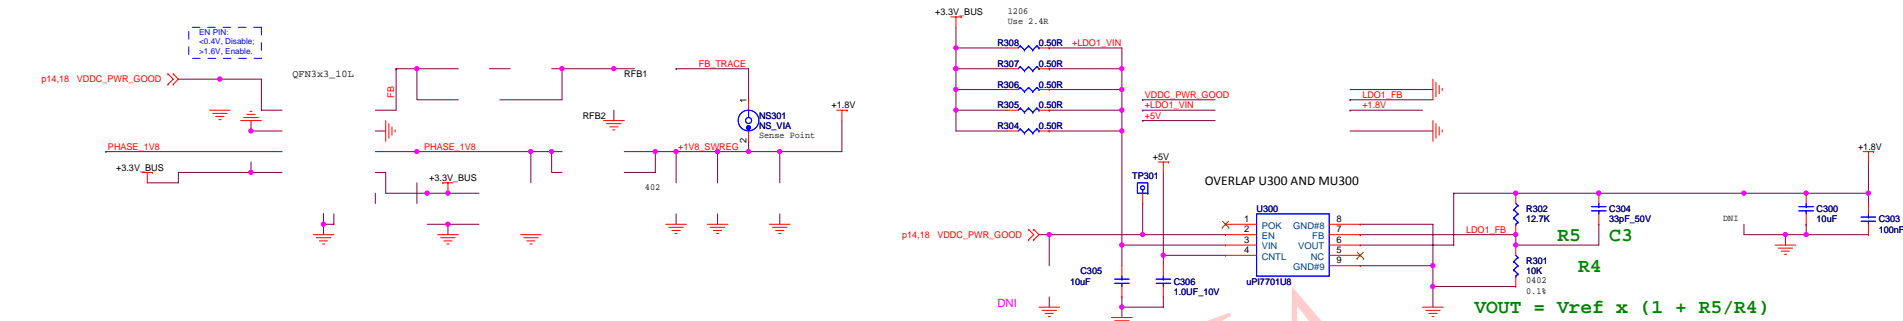 EN PIN:
<0.4V, Disable;
>1.6V, Enable.
p14,18 VDDC_PWR_GOOD
QFN3x3_10L
FB
RFB1
FB_TRACE
RFB2
1
NS301
NS_VIA
Sense Point
2
+1.8V
PHASE_1V8
PHASE_1V8
+1V8_SWREG
+3.3V_BUS
+3.3V_BUS
402
+3.3V_BUS
1206
Use 2.4R
R308 0.50R +LDO1_VIN
R307 0.50R
R306 0.50R
R305 0.50R
R304 0.50R
VDDC_PWR_GOOD
+LDO1_VIN
+5V
LDO1_FB
+1.8V
+5V
TP301
OVERLAP U300 AND MU300
p14,18 VDDC_PWR_GOOD
U300
1 POK GND#8 8
2 EN FB 7
3 VIN VOUT 6
4 CNTL NC 5
GND#9 9
uPI7701U8
C305
10uF
C306
1.0UF_10V
DNI
LDO1_FB
R302
12.7K
C304
33pF_50V
R5 C3
R4
R301
10K
0402
0.1%
DNI
C300
10uF
+1.8V
C303
100nF
VOUT = Vref x (1 + R5/R4)